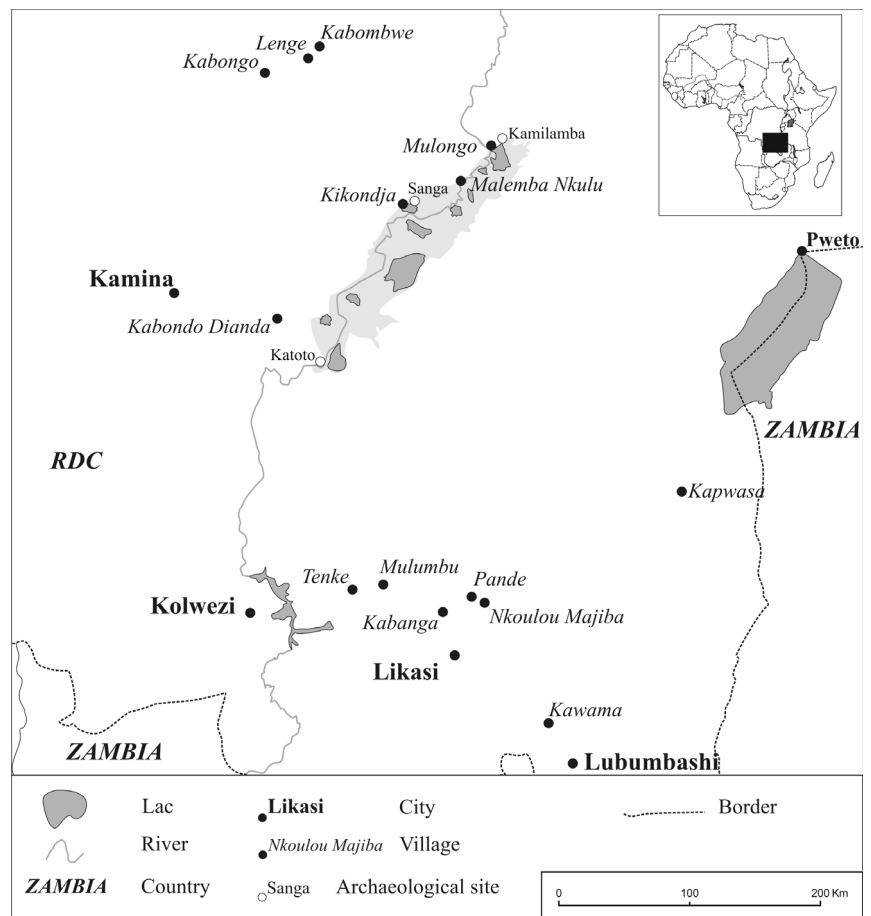 Kabombwe
Lenge
Kabongo
Kamilamba
Mulongo
Malemba Nkulu
Sanga
Kikondja
Pweto
Kamina
Kabondo Dianda
Katoto
ZAMBIA
RDC
Kapwasa
Tenke
Mulumbu
Pande
Kolwezi
Kabanga
Nkoulou Majiba
Likasi
Kawama
ZAMBIA
Lubumbashi
Lac
Likasi
City
Border
River
Nkoulou Majiba
Village
ZAMBIA
Country
Sanga
Archaeological site
0
100
200 Km